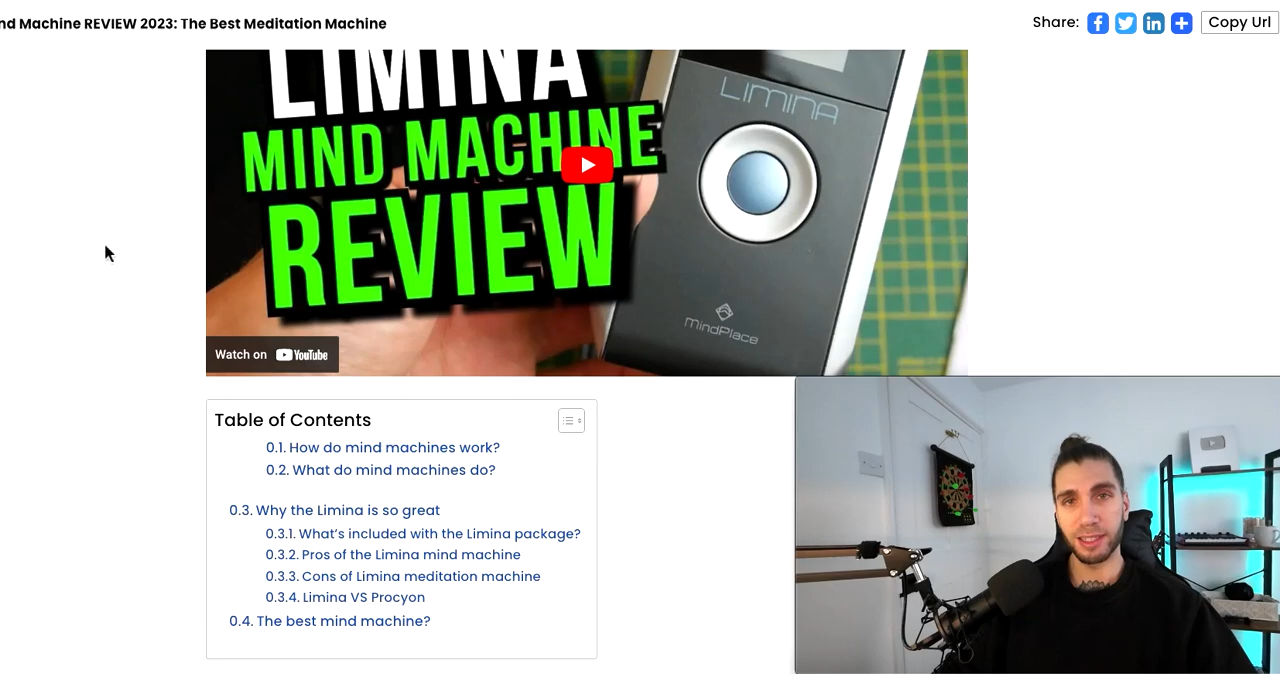 nd Machine REVIEW 2023: The Best Meditation Machine
Share:
Copy Url
LIMINA
MIND MACHINE
REVIEW
LIMINA
MindPlace
Watch on YouTube
Table of Contents
0.1. How do mind machines work?
0.2. What do mind machines do?
0.3. Why the Limina is so great
0.3.1. What’s included with the Limina package?
0.3.2. Pros of the Limina mind machine
0.3.3. Cons of Limina meditation machine
0.3.4. Limina VS Procyon
0.4. The best mind machine?